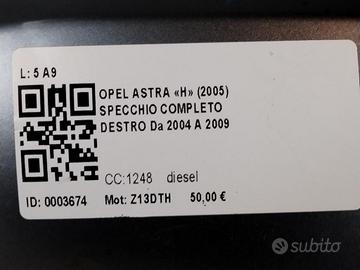 L: 5 A9
OPEL ASTRA «H» (2005)
SPECCHIO COMPLETO
DESTRO Da 2004 A 2009
CC:1248 diesel
ID: 0003674 Mot: Z13DTH 50,00 €
subito